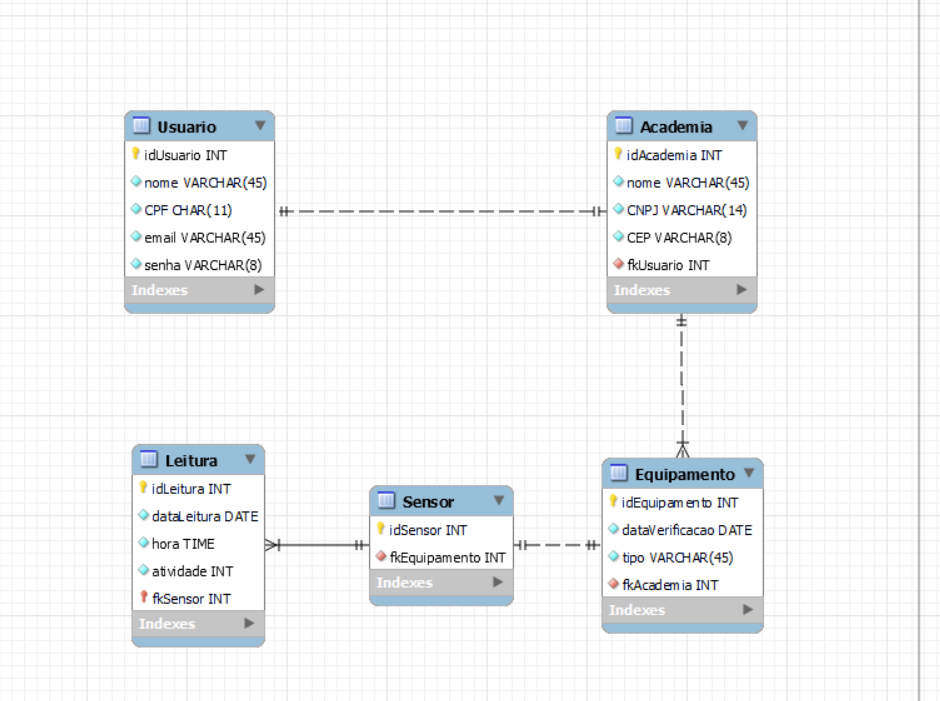 Usuario
idUsuario INT
nome VARCHAR(45)
CPF CHAR(11)
email VARCHAR(45)
senha VARCHAR(8)
Indexes
Academia
idAcademia INT
nome VARCHAR(45)
CNPJ VARCHAR(14)
CEP VARCHAR(8)
fkUsuario INT
Indexes
Leitura
idLeitura INT
dataLeitura DATE
hora TIME
atividade INT
fkSensor INT
Indexes
Sensor
idSensor INT
fkEquipamento INT
Indexes
Equipamento
idEquipamento INT
dataVerificacao DATE
tipo VARCHAR(45)
fkAcademia INT
Indexes